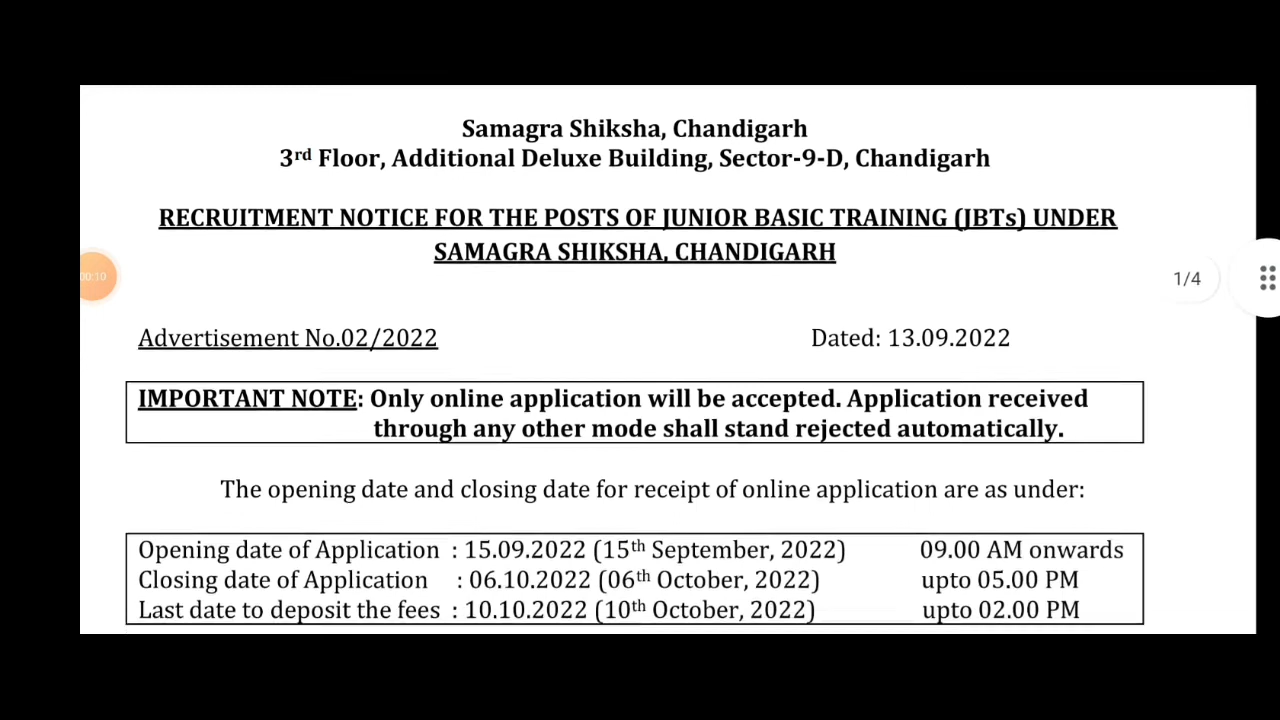 Samagra Shiksha, Chandigarh
3rd Floor, Additional Deluxe Building, Sector-9-D, Chandigarh
RECRUITMENT NOTICE FOR THE POSTS OF JUNIOR BASIC TRAINING (JBTs) UNDER
SAMAGRA SHIKSHA, CHANDIGARH
00:10
1/4
Advertisement No.02/2022 Dated: 13.09.2022
IMPORTANT NOTE: Only online application will be accepted. Application received
through any other mode shall stand rejected automatically.
The opening date and closing date for receipt of online application are as under:
Opening date of Application : 15.09.2022 (15th September, 2022) 09.00 AM onwards
Closing date of Application : 06.10.2022 (06th October, 2022) upto 05.00 PM
Last date to deposit the fees : 10.10.2022 (10th October, 2022) upto 02.00 PM